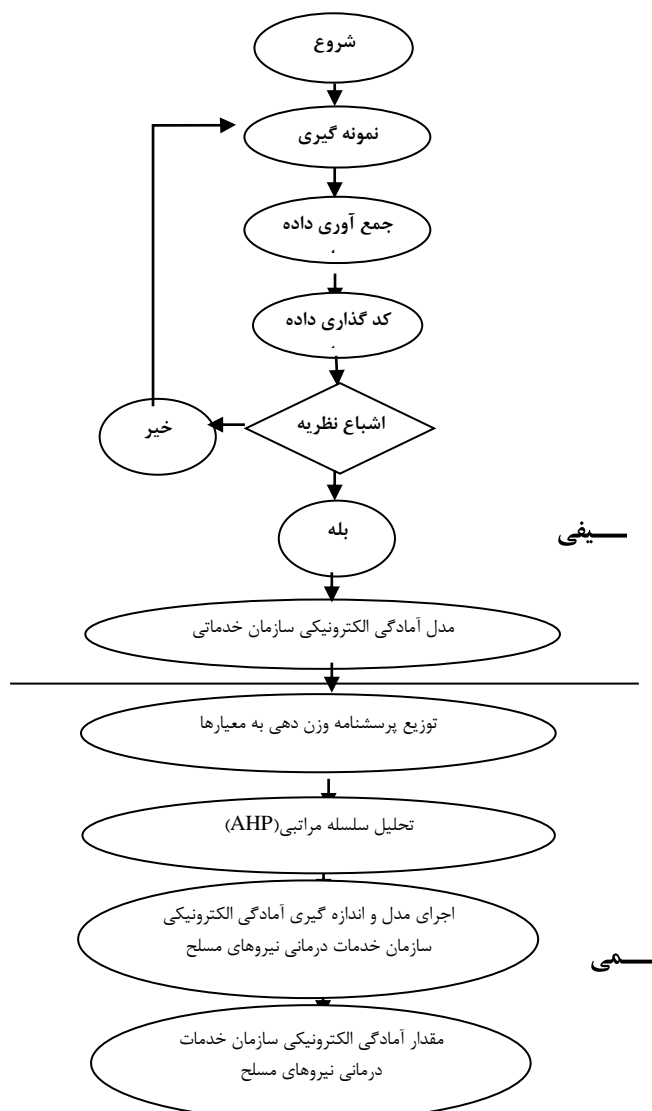 شروع
نمونه گیری
جمع آوری داده
کد گذاری داده
اشباع نظریه
خیر
بله
ـــیفی
مدل آمادگی الکترونیکی سازمان خدماتی
توزیع پرسشنامه وزن دهی به معیارها
تحلیل سلسله مراتبی(AHP)
اجرای مدل و اندازه گیری آمادگی الکترونیکی
سازمان خدمات درمانی نیروهای مسلح
ـــمی
مقدار آمادگی الکترونیکی سازمان خدمات
درمانی نیروهای مسلح